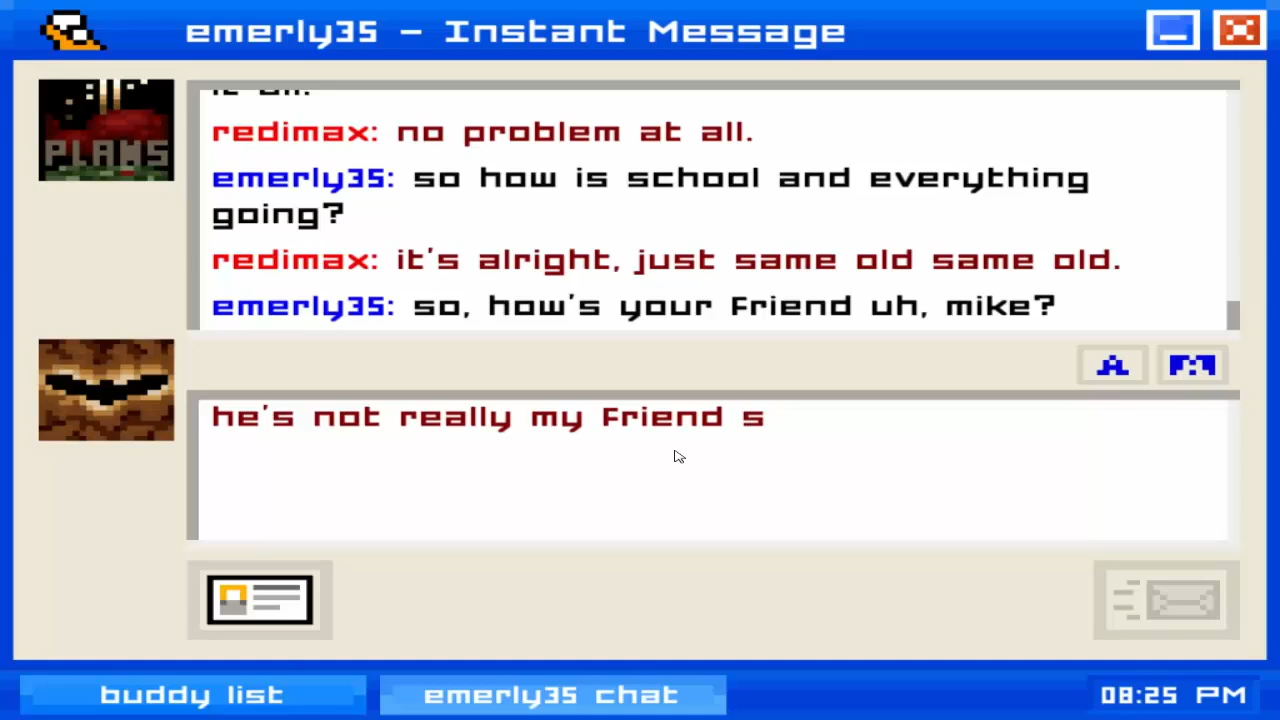 emerly35 - Instant Message
PLAWS
redimax: no problem at all.
emerly35: so how is school and everything
going?
redimax: it's alright, just same old same old.
emerly35: so, how's your Friend uh, mike?
A
he's not really my Friend s
buddy list
emerly35 chat
08:25 PM